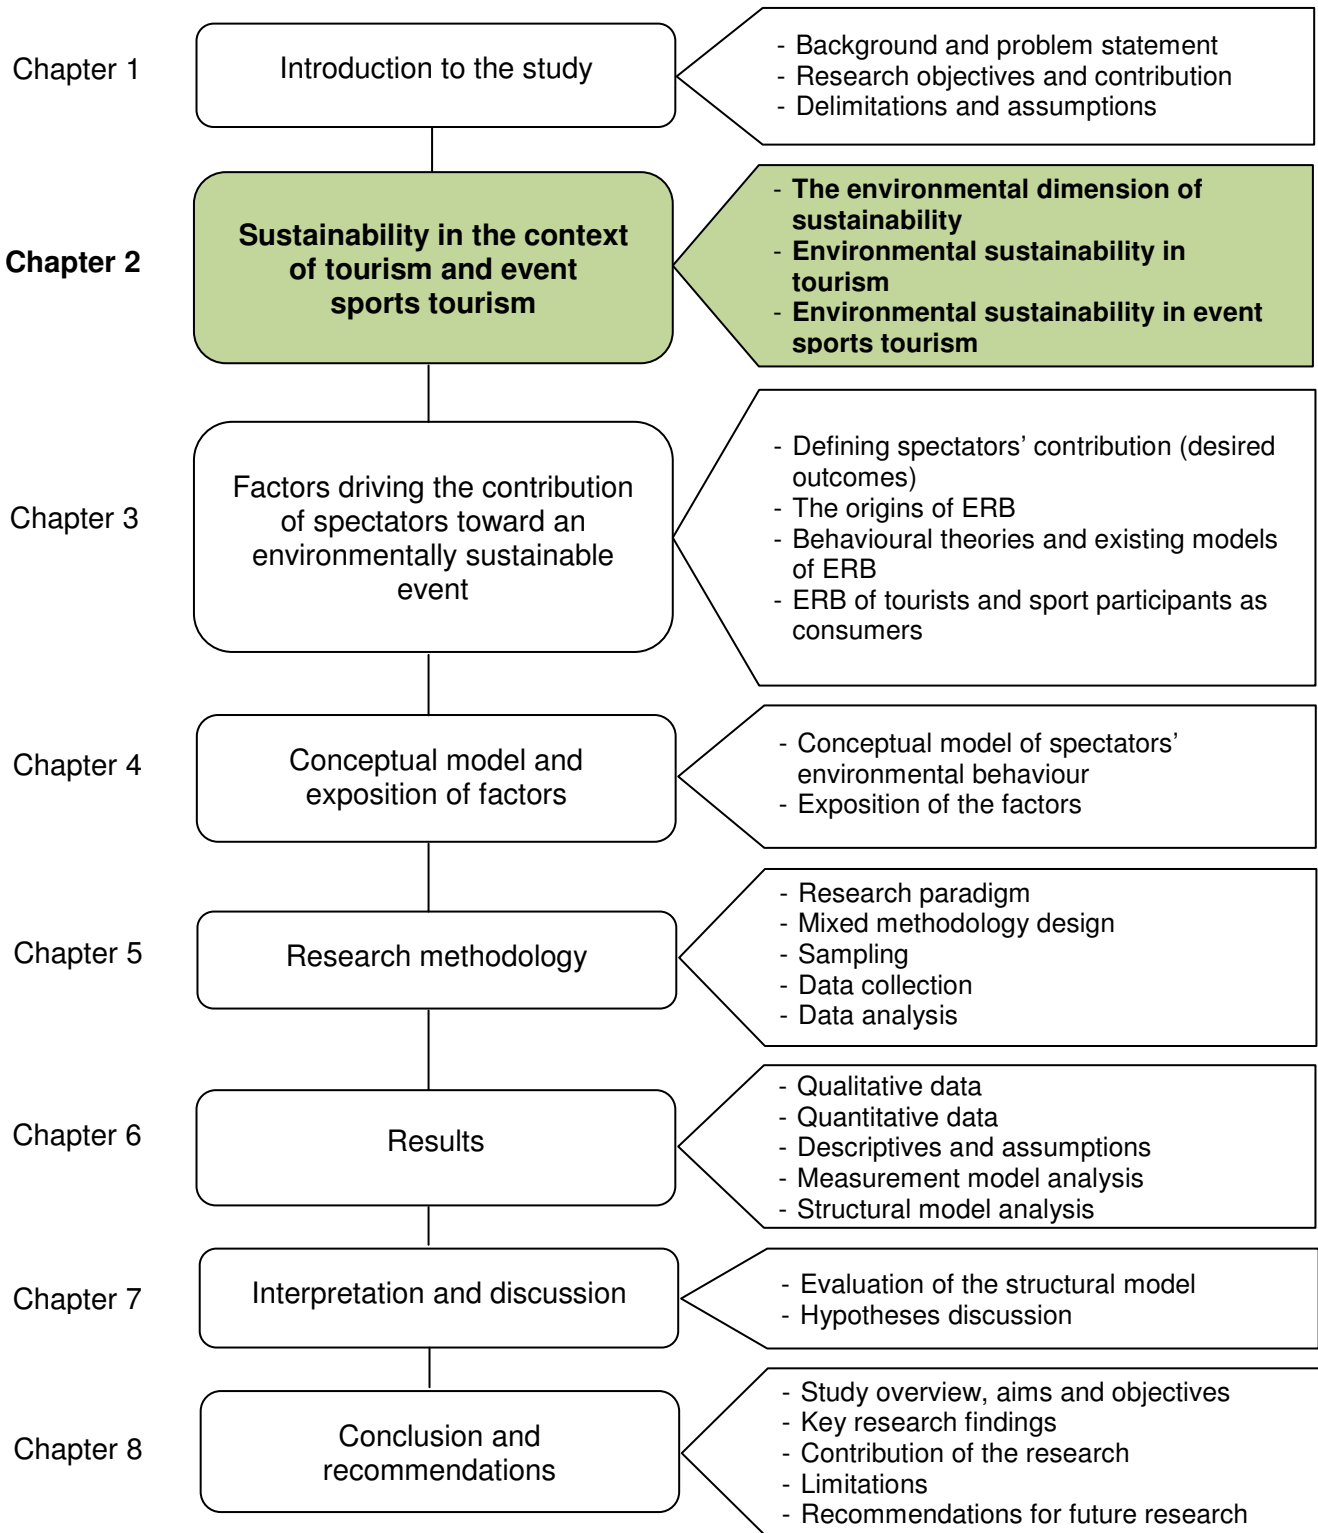 Chapter 1
Introduction to the study
- Background and problem statement
- Research objectives and contribution
- Delimitations and assumptions
Chapter 2
Sustainability in the context
of tourism and event
sports tourism
- The environmental dimension of
sustainability
- Environmental sustainability in
tourism
- Environmental sustainability in event
sports tourism
Chapter 3
Factors driving the contribution
of spectators toward an
environmentally sustainable
event
- Defining spectators’ contribution (desired
outcomes)
- The origins of ERB
- Behavioural theories and existing models
of ERB
- ERB of tourists and sport participants as
consumers
Chapter 4
Conceptual model and
exposition of factors
- Conceptual model of spectators’
environmental behaviour
- Exposition of the factors
Chapter 5
Research methodology
- Research paradigm
- Mixed methodology design
- Sampling
- Data collection
- Data analysis
Chapter 6
Results
- Qualitative data
- Quantitative data
- Descriptives and assumptions
- Measurement model analysis
- Structural model analysis
Chapter 7
Interpretation and discussion
- Evaluation of the structural model
- Hypotheses discussion
Chapter 8
Conclusion and
recommendations
- Study overview, aims and objectives
- Key research findings
- Contribution of the research
- Limitations
- Recommendations for future research